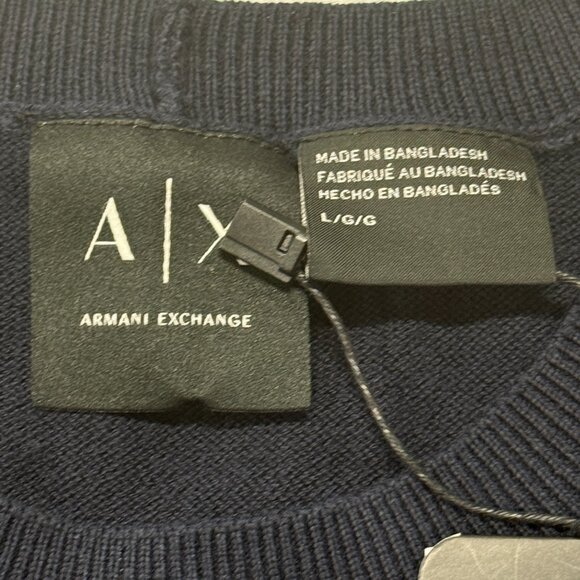 A|X
ARMANI EXCHANGE
MADE IN BANGLADESH
FABRIQUÉ AU BANGLADESH
HECHO EN BANGLADÉS
L/G/G